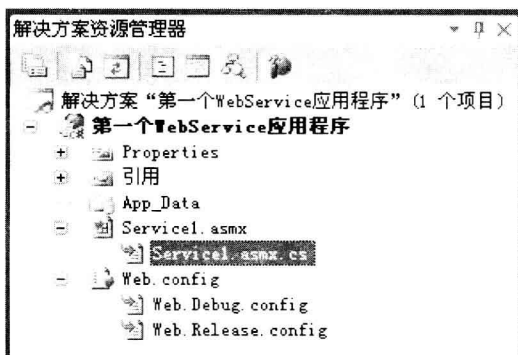 解决方案资源管理器
解决方案“第一个WebService应用程序”(1 个项目)
第一个WebService应用程序
Properties
引用
App_Data
Service1.asmx
Service1.asmx.cs
Web.config
Web.Debug.config
Web.Release.config